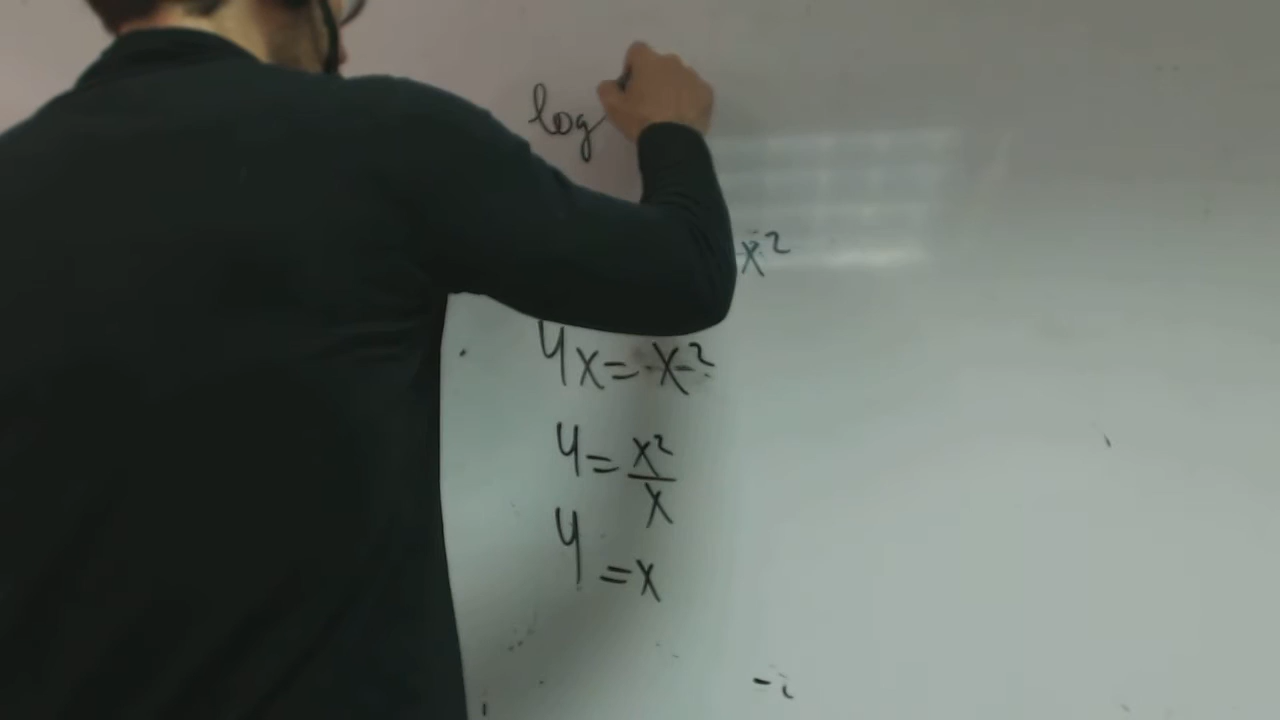 log
x²
4x = x²
4 = x²/x
4 = x